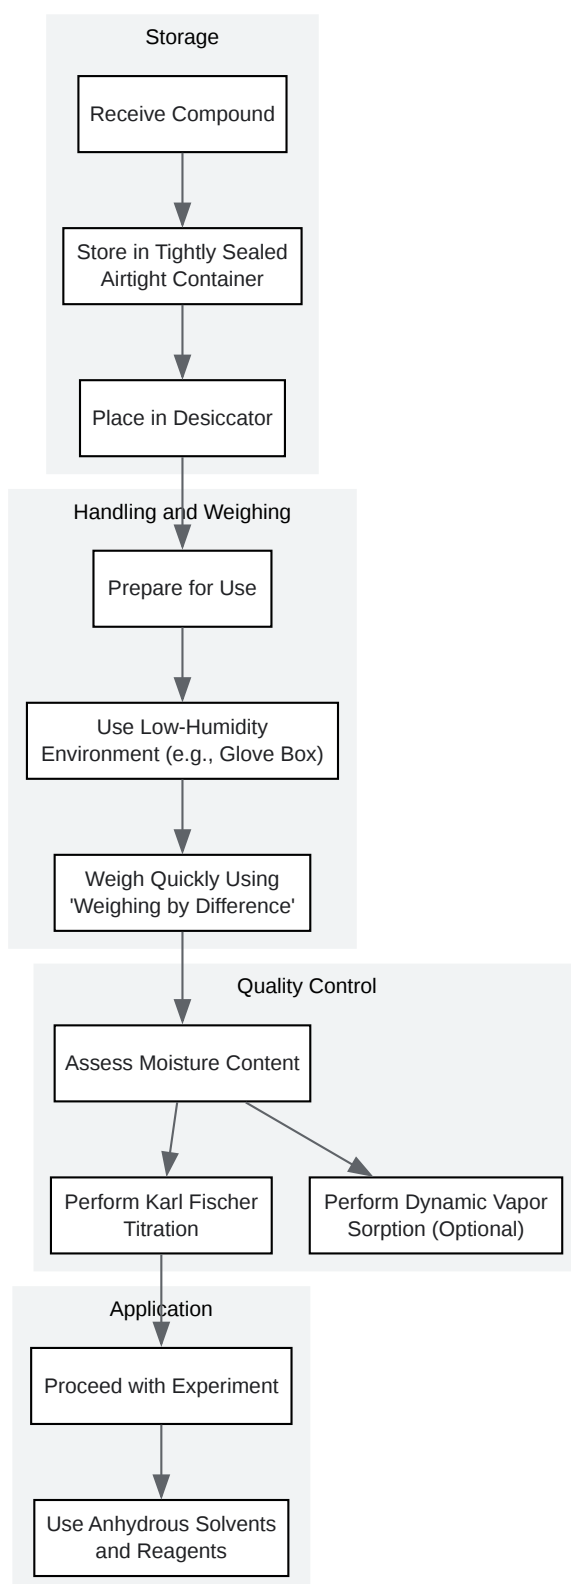 Storage
Receive Compound
Store in Tightly Sealed
Airtight Container
Place in Desiccator
Handling and Weighing
Prepare for Use
Use Low-Humidity
Environment (e.g., Glove Box)
Weigh Quickly Using
'Weighing by Difference'
Quality Control
Assess Moisture Content
Perform Karl Fischer
Titration
Perform Dynamic Vapor
Sorption (Optional)
Application
Proceed with Experiment
Use Anhydrous Solvents
and Reagents